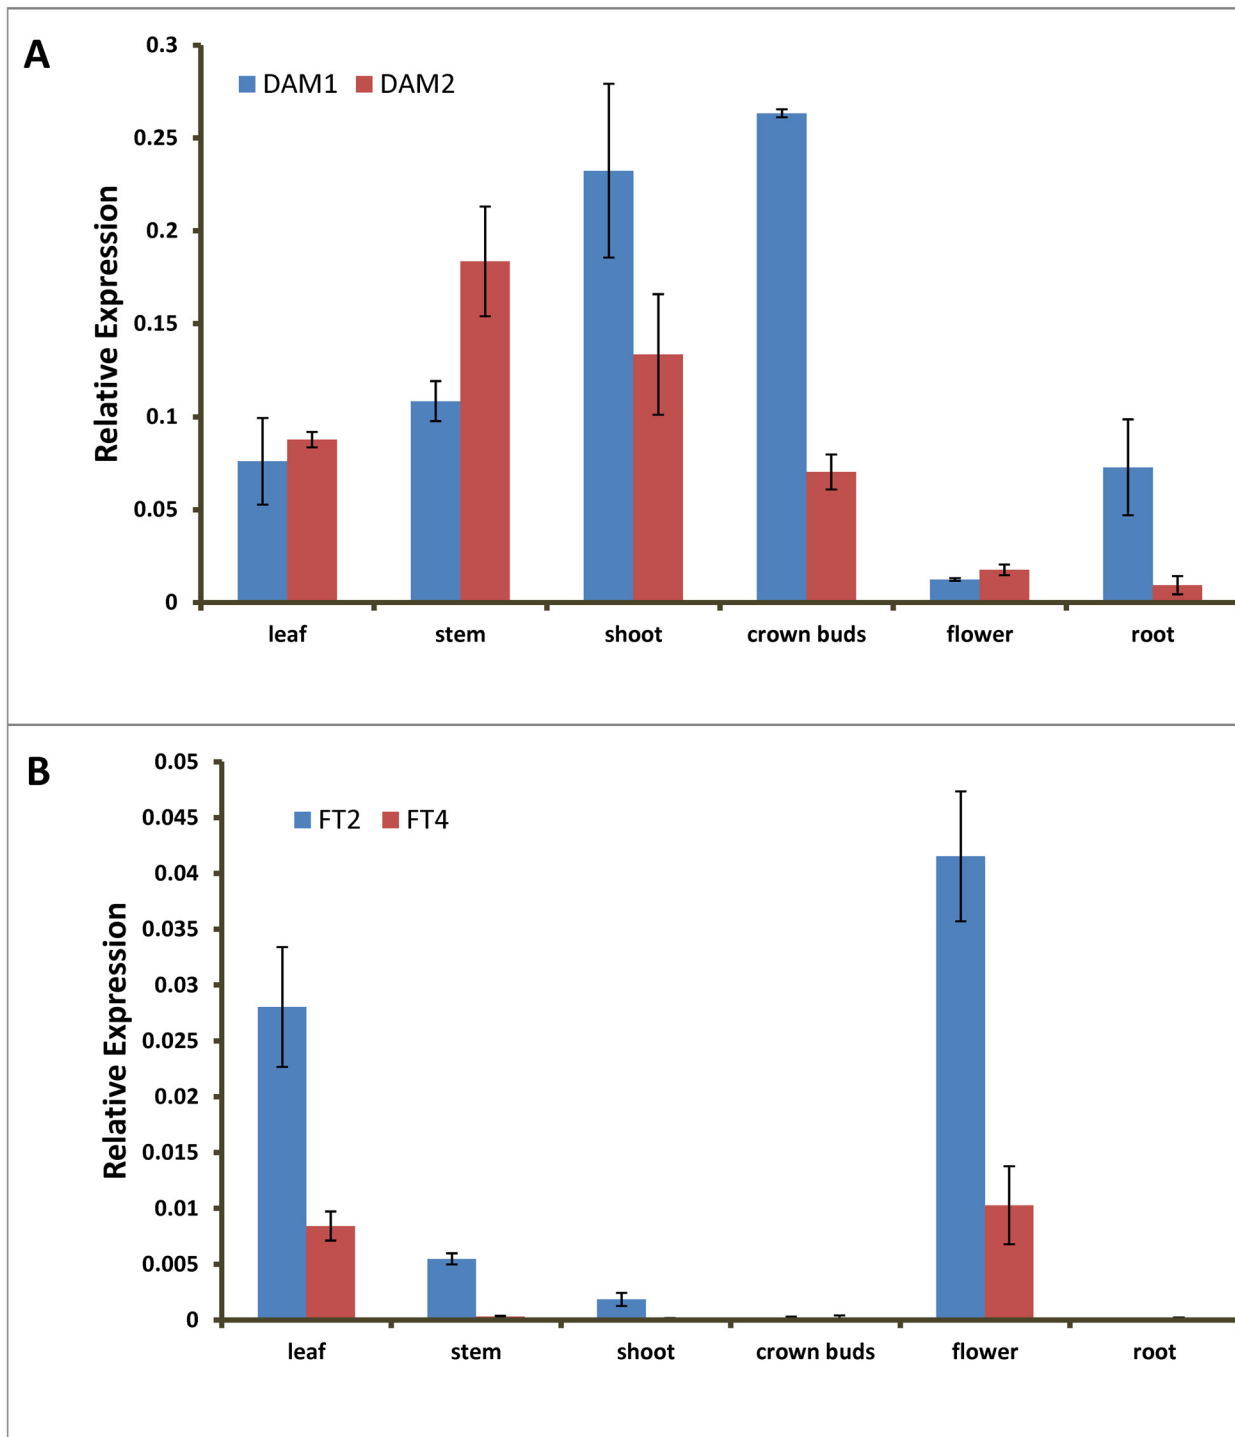 A
0.3
DAM1 DAM2
0.25
0.2
0.15
0.1
0.05
0
Relative Expression
leaf stem shoot crown buds flower root
B
0.05
FT2 FT4
0.045
0.04
0.035
0.03
0.025
0.02
0.015
0.01
0.005
0
Relative Expression
leaf stem shoot crown buds flower root